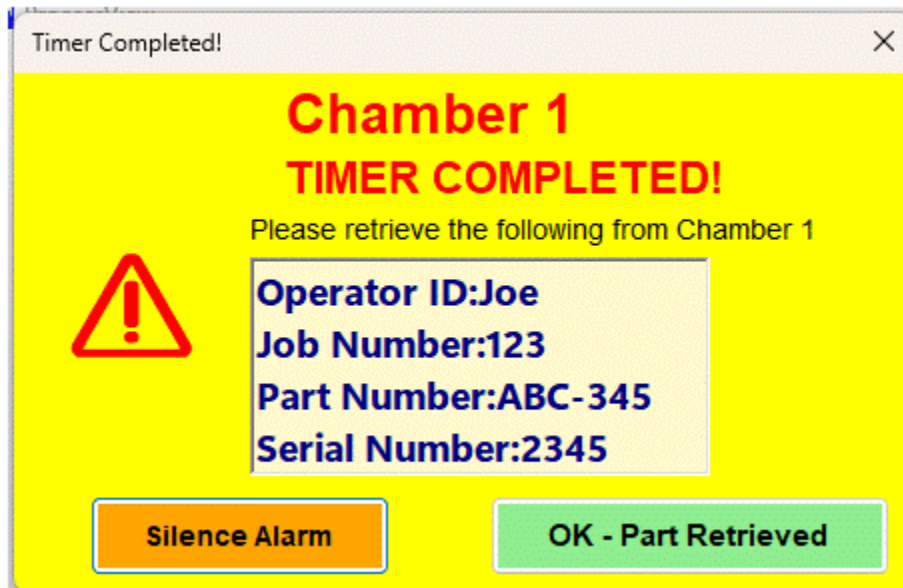 Timer Completed!
Chamber 1
TIMER COMPLETED!
Please retrieve the following from Chamber 1
Operator ID:Joe
Job Number:123
Part Number:ABC-345
Serial Number:2345
Silence Alarm
OK - Part Retrieved